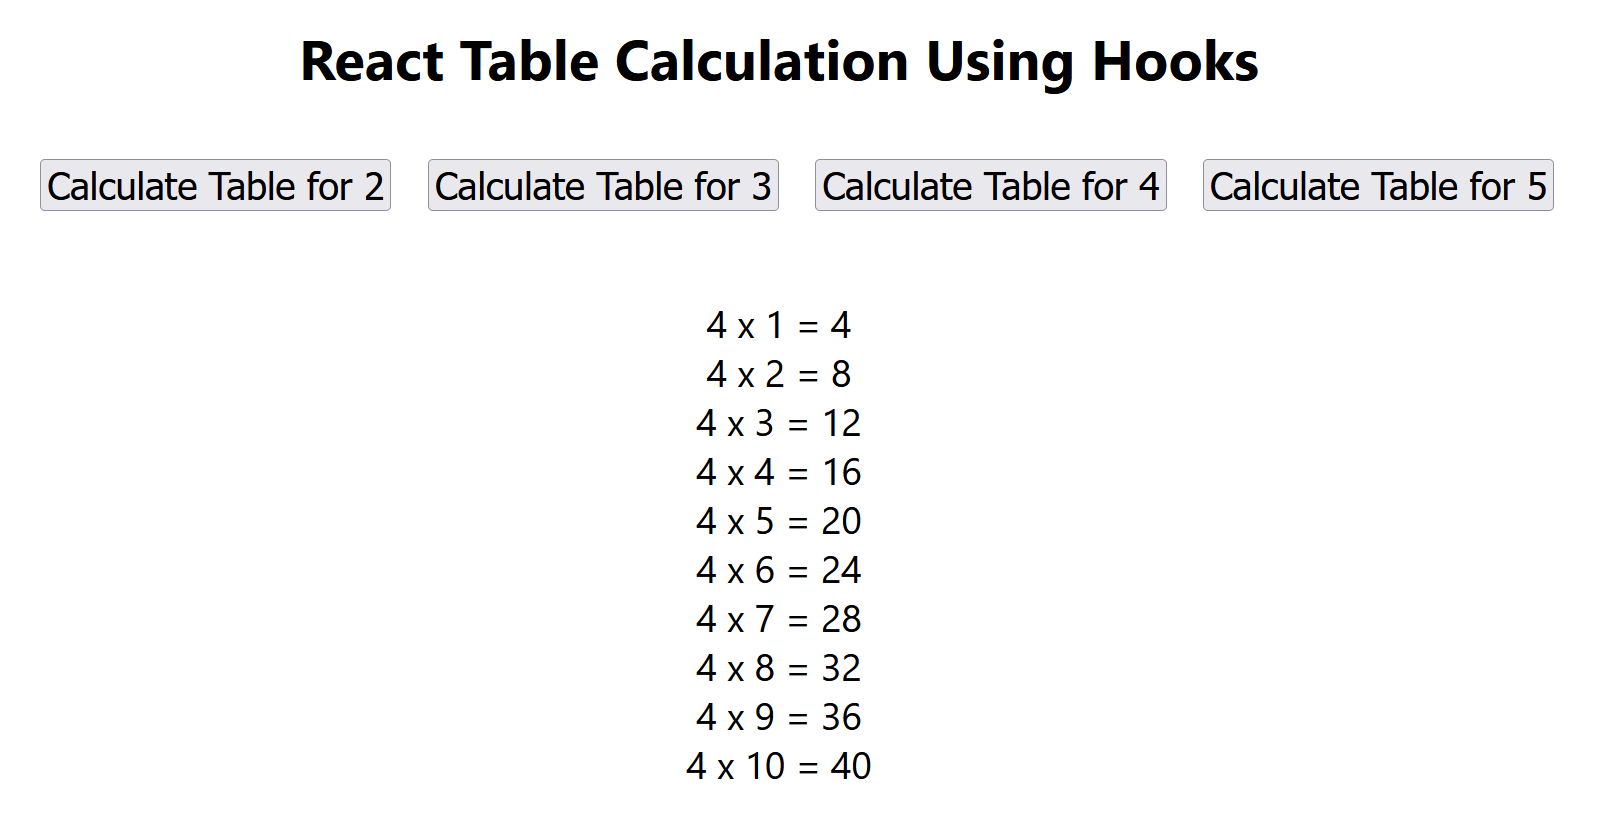 React Table Calculation Using Hooks
Calculate Table for 2 Calculate Table for 3 Calculate Table for 4 Calculate Table for 5
4 x 1 = 4
4 x 2 = 8
4 x 3 = 12
4 x 4 = 16
4 x 5 = 20
4 x 6 = 24
4 x 7 = 28
4 x 8 = 32
4 x 9 = 36
4 x 10 = 40